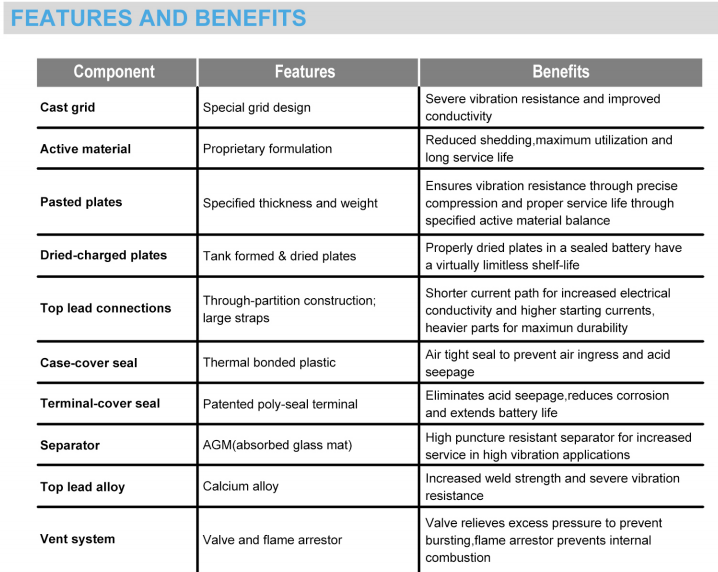 FEATURES AND BENEFITS
Component Features Benefits
Cast grid
Special grid design
Severe vibration resistance and improved
conductivity
Active material
Proprietary formulation
Reduced shedding,maximum utilization and
long service life
Pasted plates
Specified thickness and weight
Ensures vibration resistance through precise
compression and proper service life through
specified active material balance
Dried-charged plates
Tank formed & dried plates
Properly dried plates in a sealed battery have
a virtually limitless shelf-life
Top lead connections
Through-partition construction;
large straps
Shorter current path for increased electrical
conductivity and higher starting currents,
heavier parts for maximun durability
Case-cover seal
Thermal bonded plastic
Air tight seal to prevent air ingress and acid
seepage
Terminal-cover seal
Patented poly-seal terminal
Eliminates acid seepage,reduces corrosion
and extends battery life
Separator
AGM(absorbed glass mat)
High puncture resistant separator for increased
service in high vibration applications
Top lead alloy
Calcium alloy
Increased weld strength and severe vibration
resistance
Vent system
Valve and flame arrestor
Valve relieves excess pressure to prevent
bursting,flame arrestor prevents internal
combustion